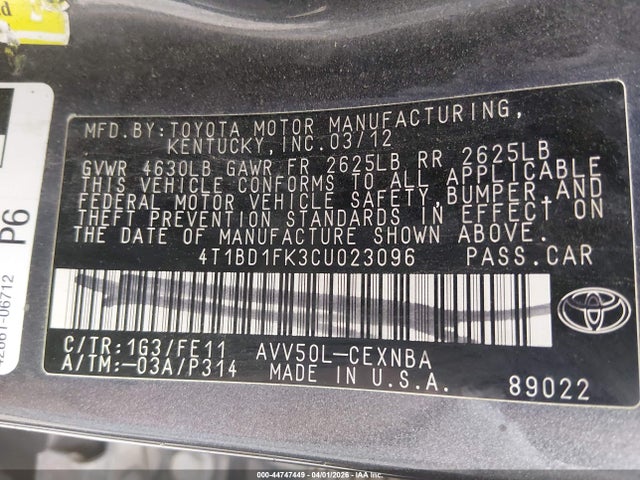 MFD.BY:TOYOTA MOTOR MANUFACTURING,
KENTUCKY,INC.03/12
GVWR 4630LB GAWR FR 2625LB RR 2625LB
THIS VEHICLE CONFORMS TO ALL APPLICABLE
FEDERAL MOTOR VEHICLE SAFETY,BUMPER,AND
THEFT PREVENTION STANDARDS IN EFFECT ON
THE DATE OF MANUFACTURE SHOWN ABOVE.
4T1BD1FK3CU023096 PASS.CAR
C/TR:1G3/FE11 AVV50L-CEXNBA
A/TM:-03A/P314 MADE IN U.S.A.
89022
P6
000-44747449 | 04/01/2026 | IAA Inc.